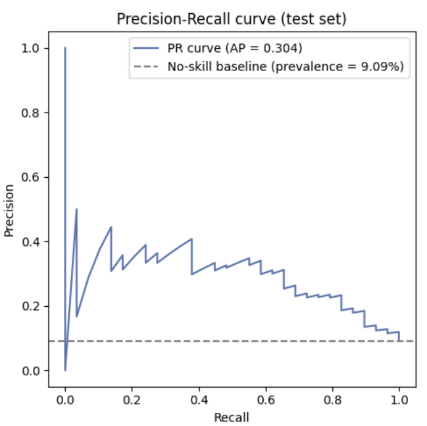 Precision-Recall curve (test set)
PR curve (AP = 0.304)
No-skill baseline (prevalence = 9.09%)
Precision
1.0
0.8
0.6
0.4
0.2
0.0
0.0 0.2 0.4 0.6 0.8 1.0
Recall